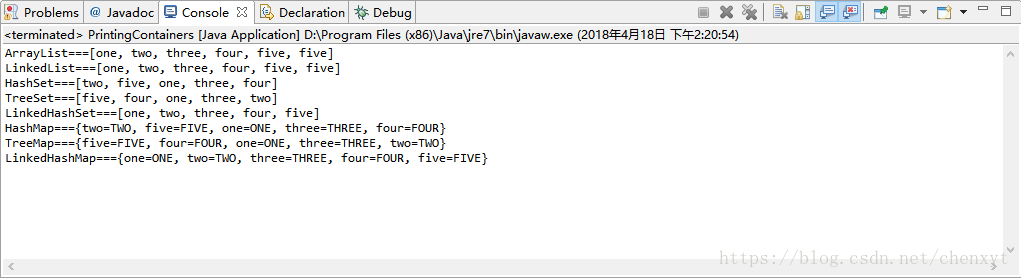 Problems @ Javadoc Console Declaration Debug
<terminated> PrintingContainers [Java Application] D:\Program Files (x86)\Java\jre7\bin\javaw.exe (2018年4月18日 下午2:20:54)
ArrayList===[one, two, three, four, five, five]
LinkedList===[one, two, three, four, five, five]
HashSet===[two, five, one, three, four]
TreeSet===[five, four, one, three, two]
LinkedHashSet===[one, two, three, four, five]
HashMap==={two=TWO, five=FIVE, one=ONE, three=THREE, four=FOUR}
TreeMap==={five=FIVE, four=FOUR, one=ONE, three=THREE, two=TWO}
LinkedHashMap==={one=ONE, two=TWO, three=THREE, four=FOUR, five=FIVE}
https://blog.csdn.net/chenxyt